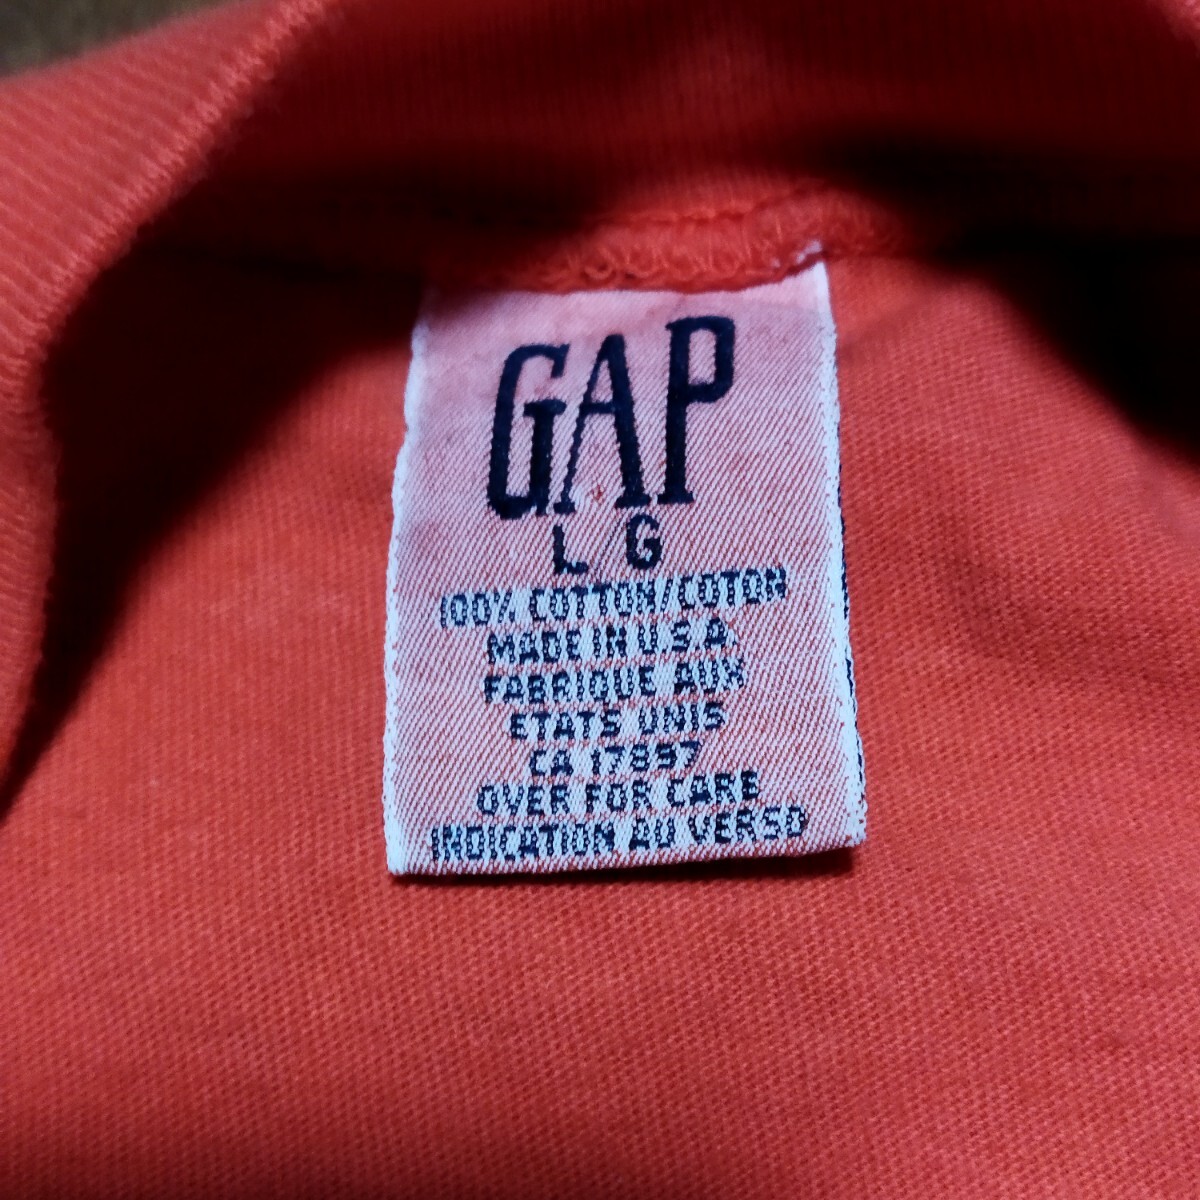 GAP
L/G
100% COTTON/COTON
MADE IN U.S.A.
FABRIQUE AUX
ETATS UNIS
CA 17897
OVER FOR CARE
INDICATION AU VERSO